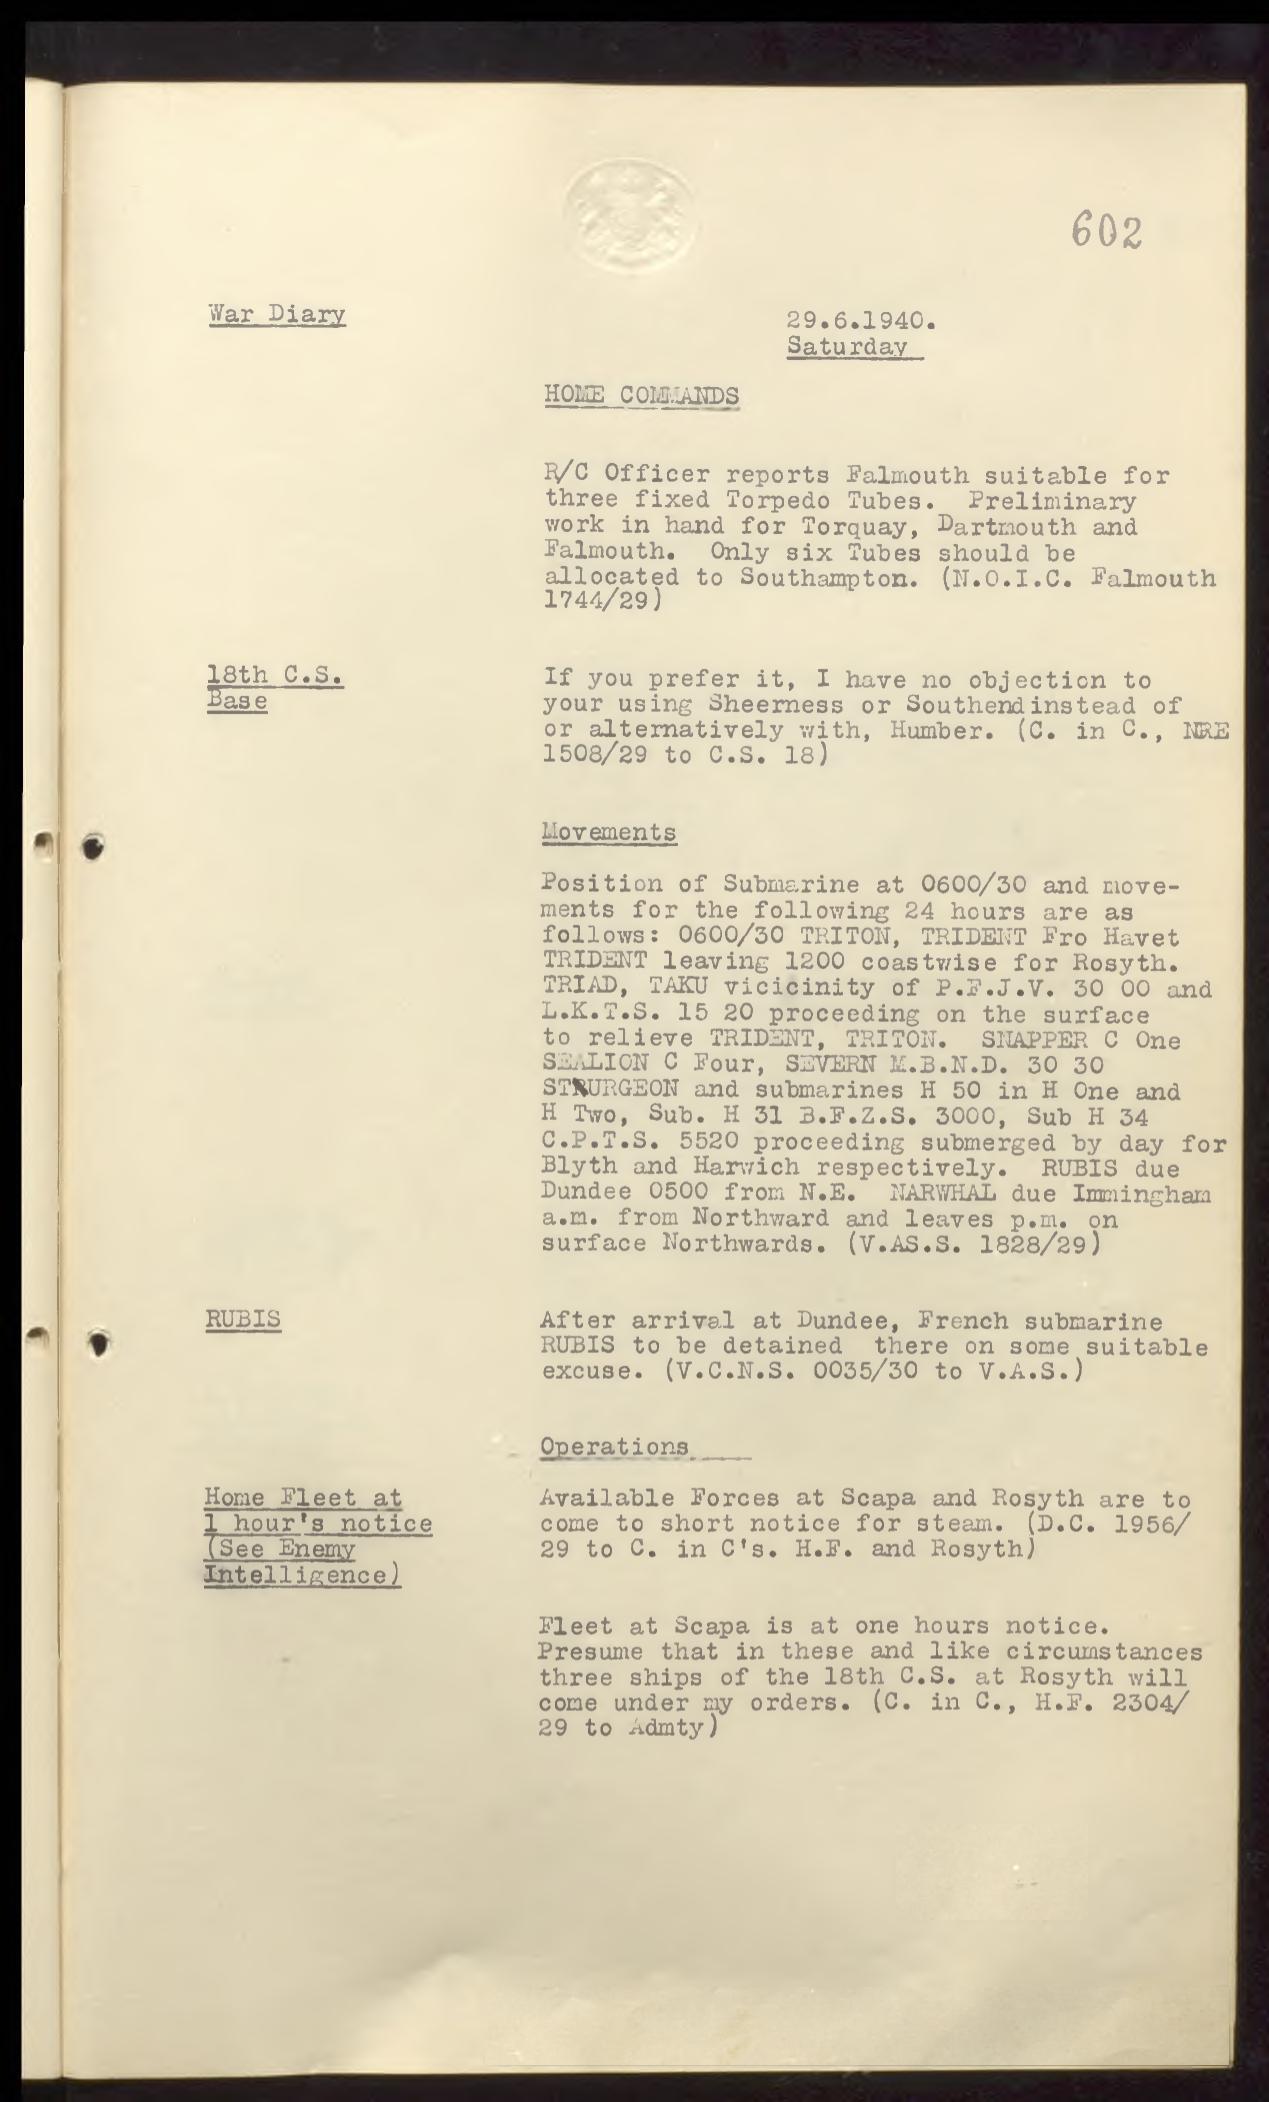 602
War Diary
29.6.1940.
Saturday
HOME COMMANDS
R/C Officer reports Falmouth suitable for
three fixed Torpedo Tubes. Preliminary
work in hand for Torquay, Dartmouth and
Falmouth. Only six Tubes should be
allocated to Southampton. (N.O.I.C. Falmouth
1744/29)
18th C.S.
Base
If you prefer it, I have no objection to
your using Sheerness or Southend instead of
or alternatively with, Humber. (C. in C., NRE
1508/29 to C.S. 18)
Movements
Position of Submarine at 0600/30 and move-
ments for the following 24 hours are as
follows: 0600/30 TRITON, TRIDENT Fro Havet
TRIDENT leaving 1200 coastwise for Rosyth.
TRIAD, TAKU vicicinity of P.F.J.V. 30 00 and
L.K.T.S. 15 20 proceeding on the surface
to relieve TRIDENT, TRITON. SNAPPER C One
SEALION C Four, SEVERN M.B.N.D. 30 30
STURGEON and submarines H 50 in H One and
H Two, Sub. H 31 B.F.Z.S. 3000, Sub H 34
C.P.T.S. 5520 proceeding submerged by day for
Blyth and Harwich respectively. RUBIS due
Dundee 0500 from N.E. NARWHAL due Immingham
a.m. from Northward and leaves p.m. on
surface Northwards. (V.AS.S. 1828/29)
RUBIS
After arrival at Dundee, French submarine
RUBIS to be detained there on some suitable
excuse. (V.C.N.S. 0035/30 to V.A.S.)
Operations
Home Fleet at
1 hour's notice
(See Enemy
Intelligence)
Available Forces at Scapa and Rosyth are to
come to short notice for steam. (D.C. 1956/
29 to C. in C's. H.F. and Rosyth)
Fleet at Scapa is at one hours notice.
Presume that in these and like circumstances
three ships of the 18th C.S. at Rosyth will
come under my orders. (C. in C., H.F. 2304/
29 to Admty)